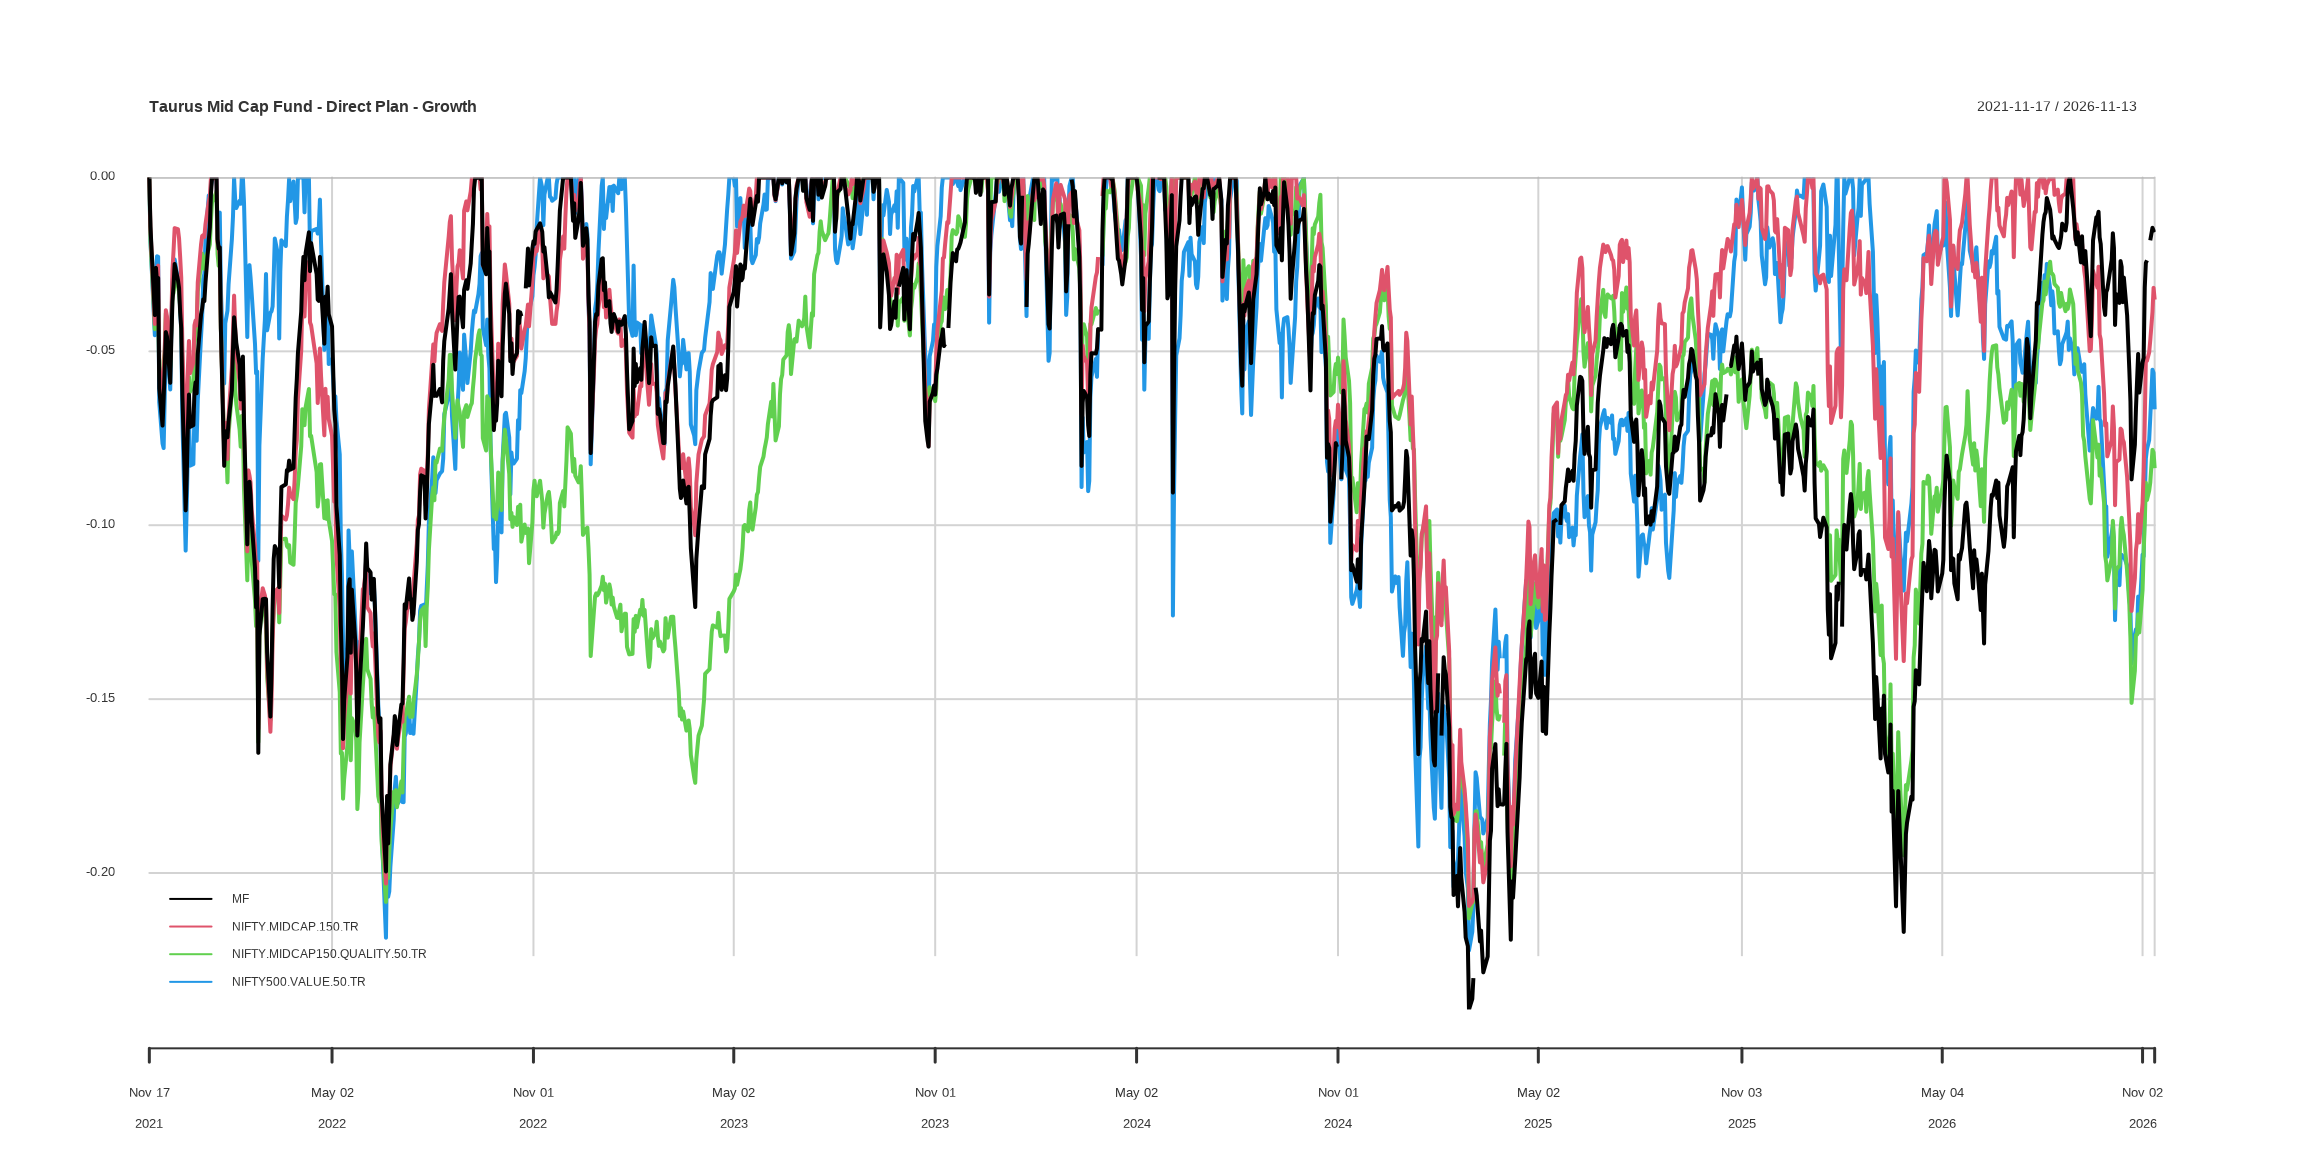 Taurus Mid Cap Fund - Direct Plan - Growth
2021-11-17 / 2026-11-13
0.00
-0.05
-0.10
-0.15
-0.20
MF
NIFTY.MIDCAP.150.TR
NIFTY.MIDCAP150.QUALITY.50.TR
NIFTY500.VALUE.50.TR
Nov 17 May 02 Nov 01 May 02 Nov 01 May 02 Nov 01 May 02 Nov 03 May 04 Nov 02
2021 2022 2022 2023 2023 2024 2024 2025 2025 2026 2026